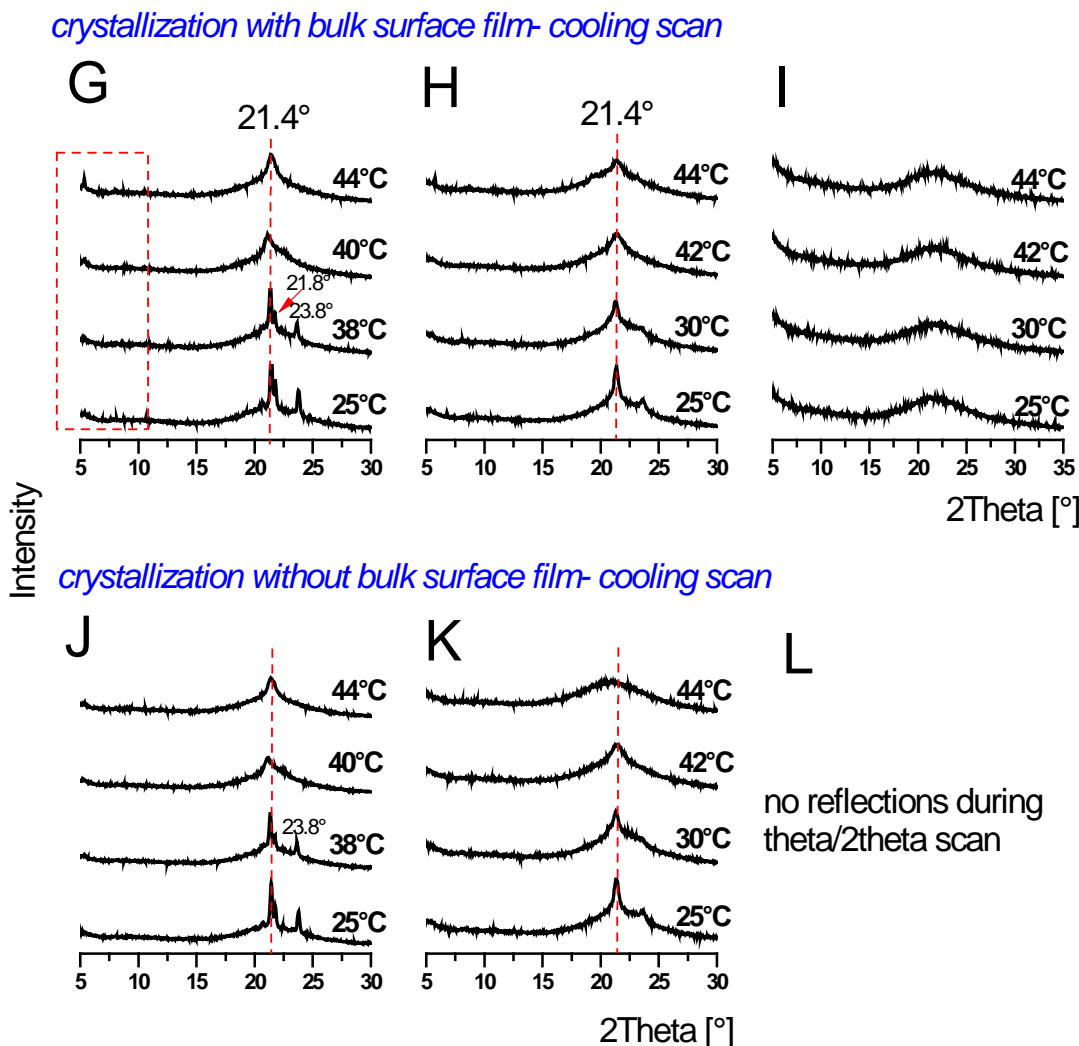 crystallization with bulk surface film- cooling scan
G
H
I
21.4°
21.4°
44°C
40°C
21.8°
23.8°
38°C
25°C
5 10 15 20 25 30
44°C
42°C
30°C
25°C
5 10 15 20 25 30
44°C
42°C
30°C
25°C
5 10 15 20 25 30 35
2Theta [°]
Intensity
crystallization without bulk surface film- cooling scan
J
K
L
44°C
40°C
23.8°
38°C
25°C
5 10 15 20 25 30
44°C
42°C
30°C
25°C
5 10 15 20 25 30
no reflections during
theta/2theta scan
2Theta [°]